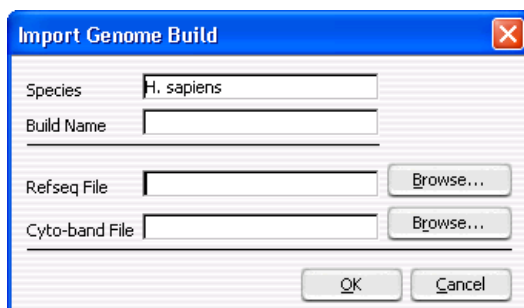 Import Genome Build
Species H. sapiens
Build Name
Refseq File Browse...
Cyto-band File Browse...
OK Cancel